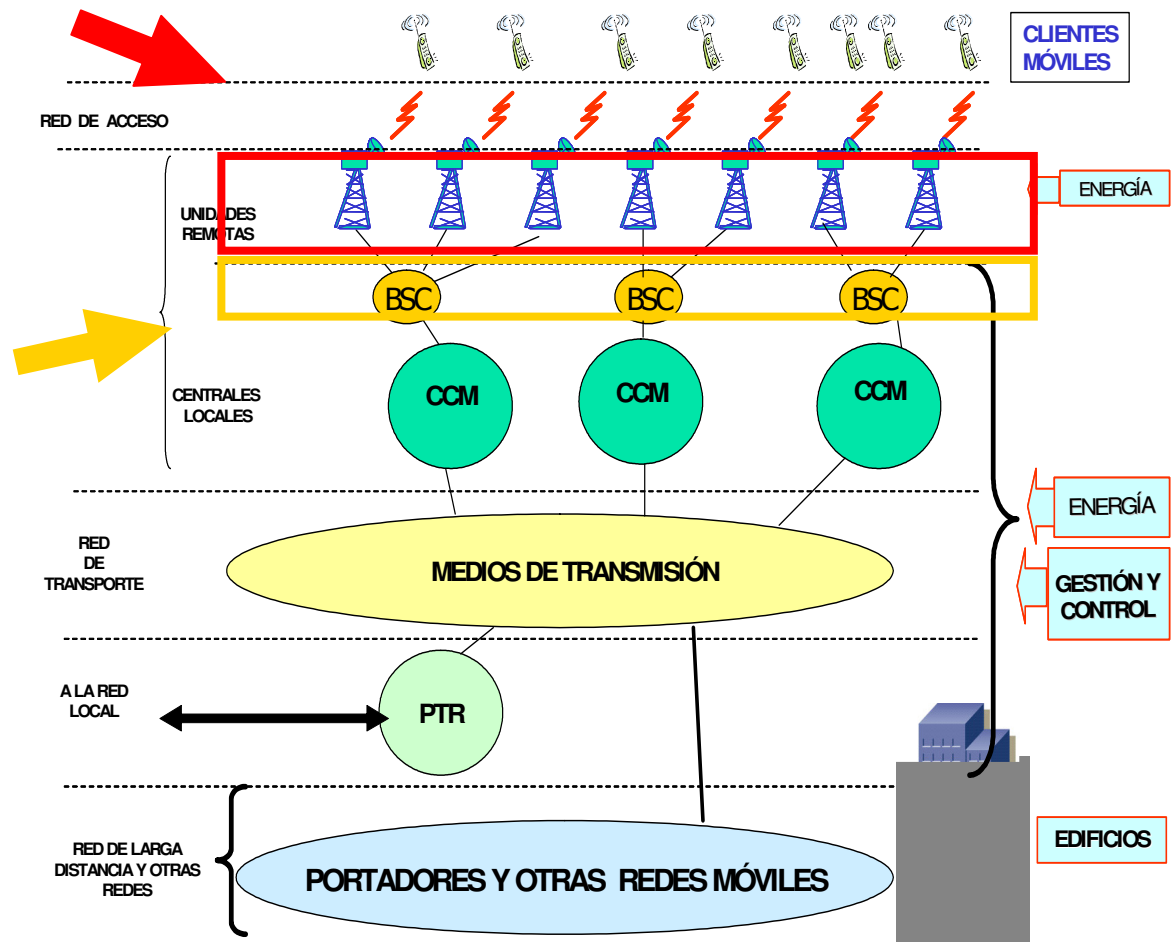 CLIENTES
MÓVILES
RED DE ACCESO
UNIDADES
REMOTAS
ENERGÍA
BSC
BSC
BSC
CENTRALES
LOCALES
CCM
CCM
CCM
RED
DE
TRANSPORTE
MEDIOS DE TRANSMISIÓN
ENERGÍA
GESTIÓN Y
CONTROL
A LA RED
LOCAL
PTR
RED DE LARGA
DISTANCIA Y OTRAS
REDES
PORTADORES Y OTRAS REDES MÓVILES
EDIFICIOS